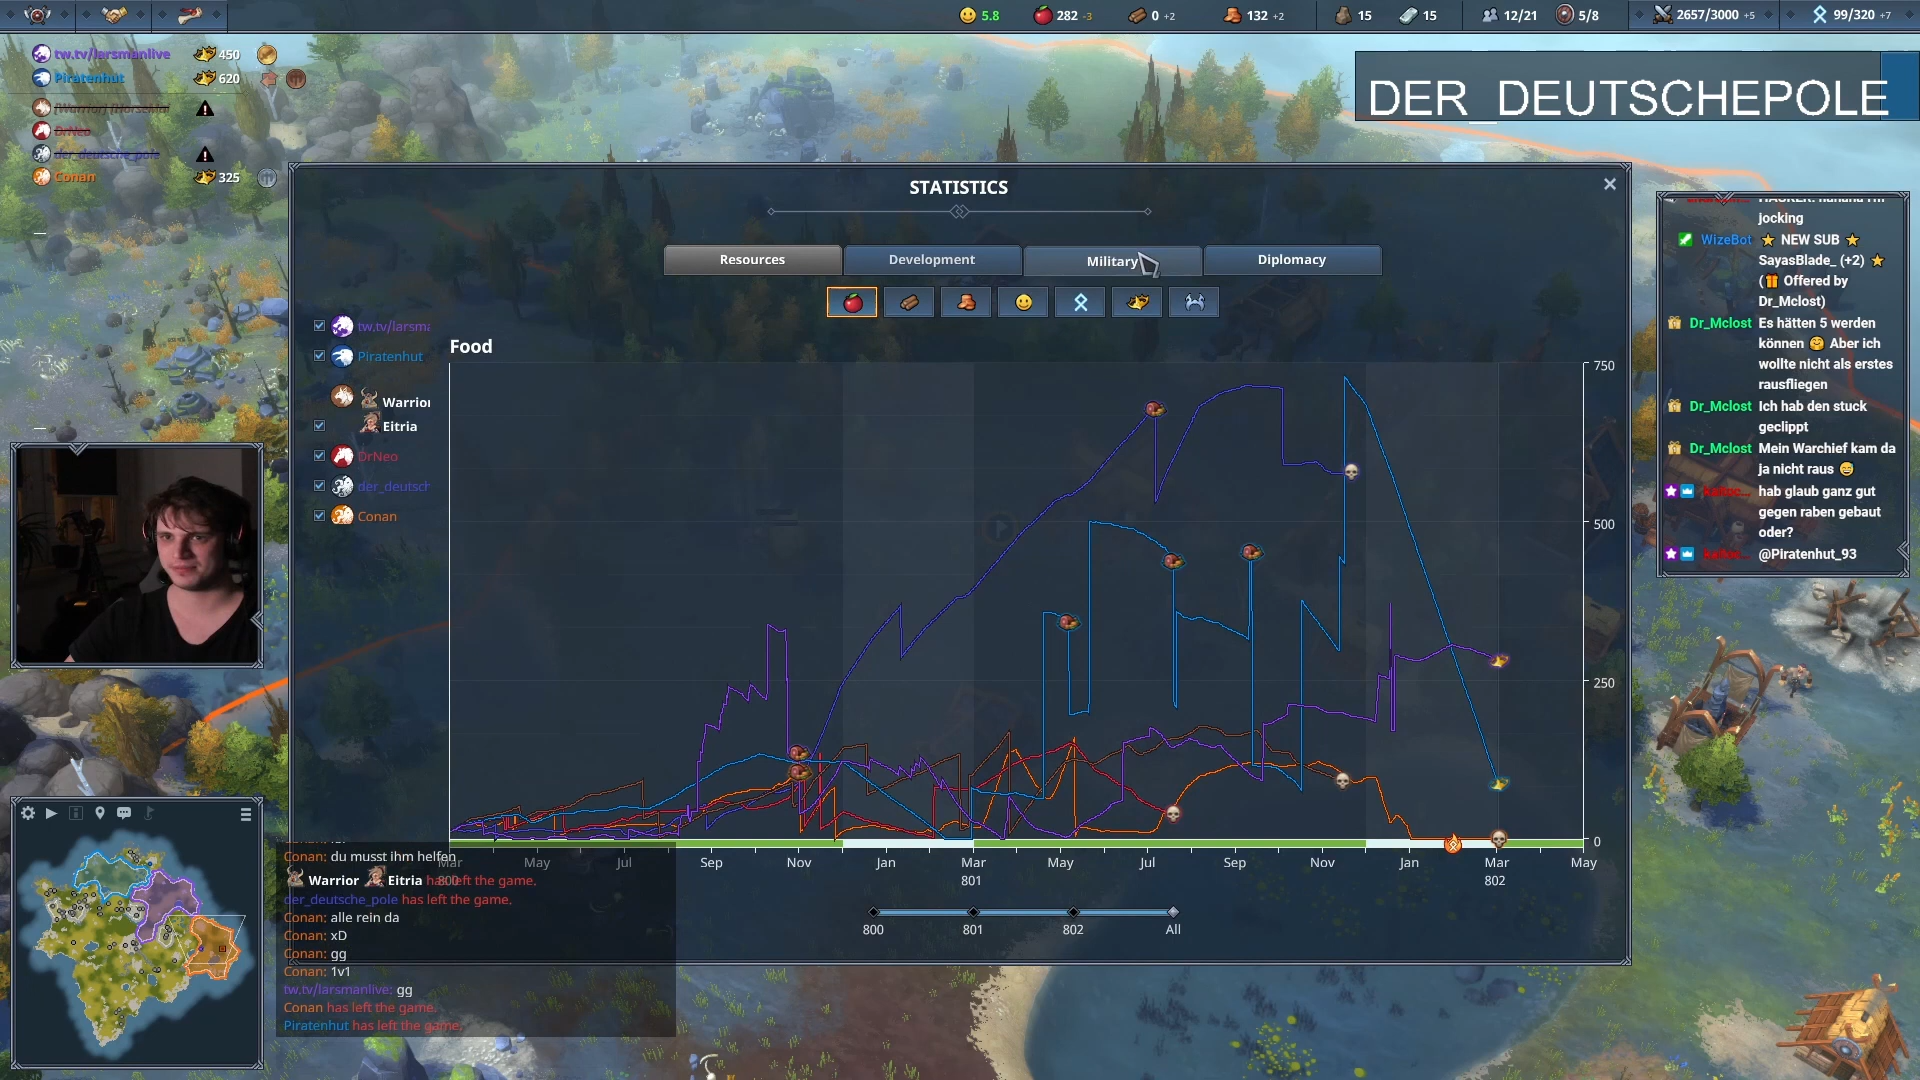 5.8
282 -3
0 +2
132 +2
15
15
12/21
5/8
2657/3000 +5
99/320 +7
tw.tv/larsmanlive 450
Piratenhut 620
DrNeo
der_deutsche_pole
Conan 325
DER_DEUTSCHEPOLE
STATISTICS
Resources
Development
Military
Diplomacy
tw.tv/larsma
Piratenhut
Warrior
Eitria
DrNeo
der_deutsch
Conan
Food
750
500
250
0
May
Jul
Sep
Nov
Jan
Mar
May
Jul
Sep
Nov
Jan
Mar
May
801
802
800
801
802
All
jocking
WizeBot NEW SUB
SayasBlade_ (+2)
( Offered by
Dr_Mclost)
Dr_Mclost Es hätten 5 werden
können Aber ich
wollte nicht als erstes
rausfliegen
Dr_Mclost Ich hab den stuck
geclippt
Dr_Mclost Mein Warchief kam da
ja nicht raus
hab glaub ganz gut
gegen raben gebaut
oder?
@Piratenhut_93
Conan: du musst ihm helfen
Warrior Eitria has left the game.
der_deutsche_pole has left the game.
Conan: alle rein da
Conan: xD
Conan: gg
Conan: 1v1
tw.tv/larsmanlive: gg
Conan has left the game.
Piratenhut has left the game.